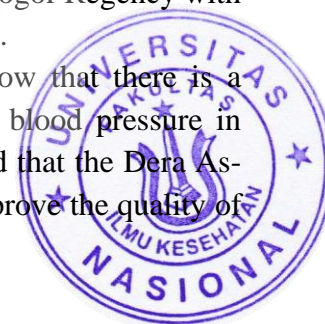 ogor Regency with
.
ow that there is a
blood pressure in
d that the Dera As-
prove the quality of
UNIVERSITAS
FAKULTAS
ILMU KESEHATAN
NASIONAL